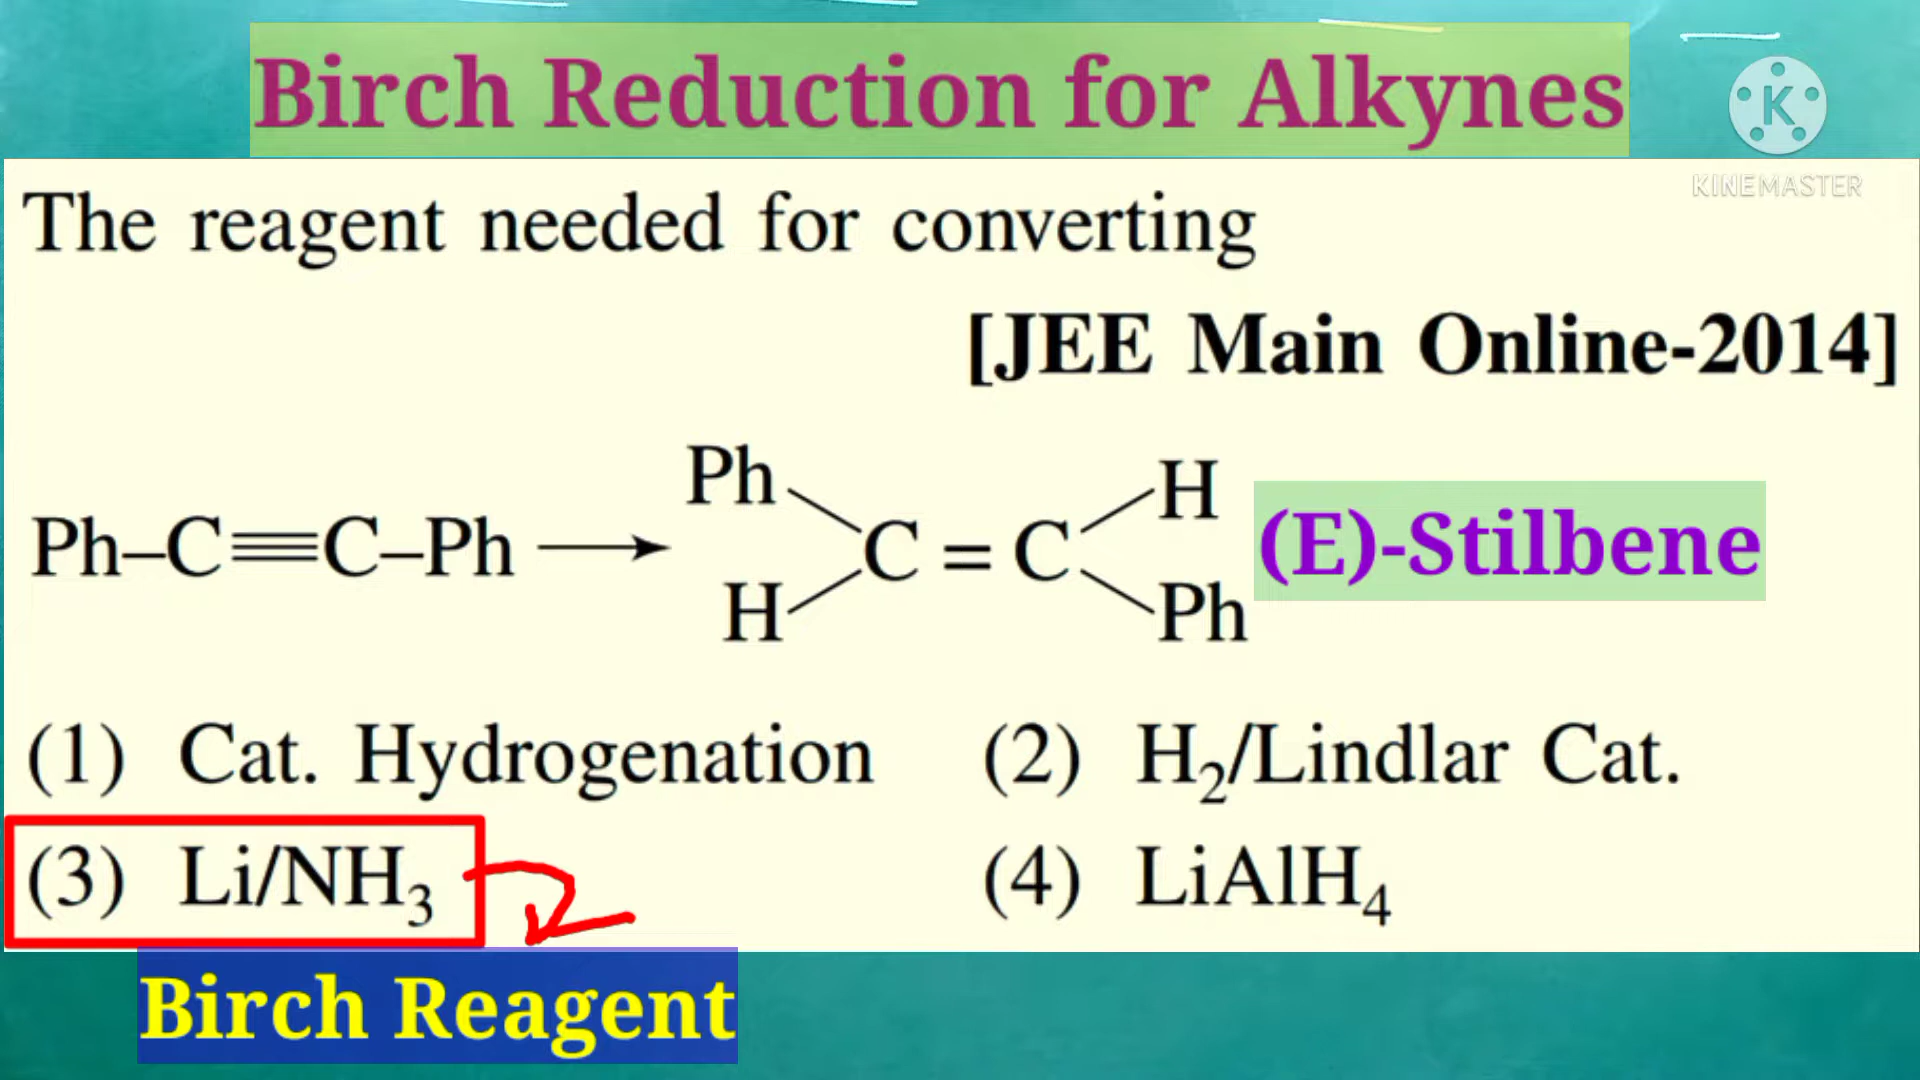 Birch Reduction for Alkynes
K
KINEMASTER
The reagent needed for converting
[JEE Main Online-2014]
Ph–C≡C–Ph ⟶ Ph H C = C H Ph
(E)-Stilbene
(1) Cat. Hydrogenation (2) H₂/Lindlar Cat.
(3) Li/NH₃ (4) LiAlH₄
Birch Reagent